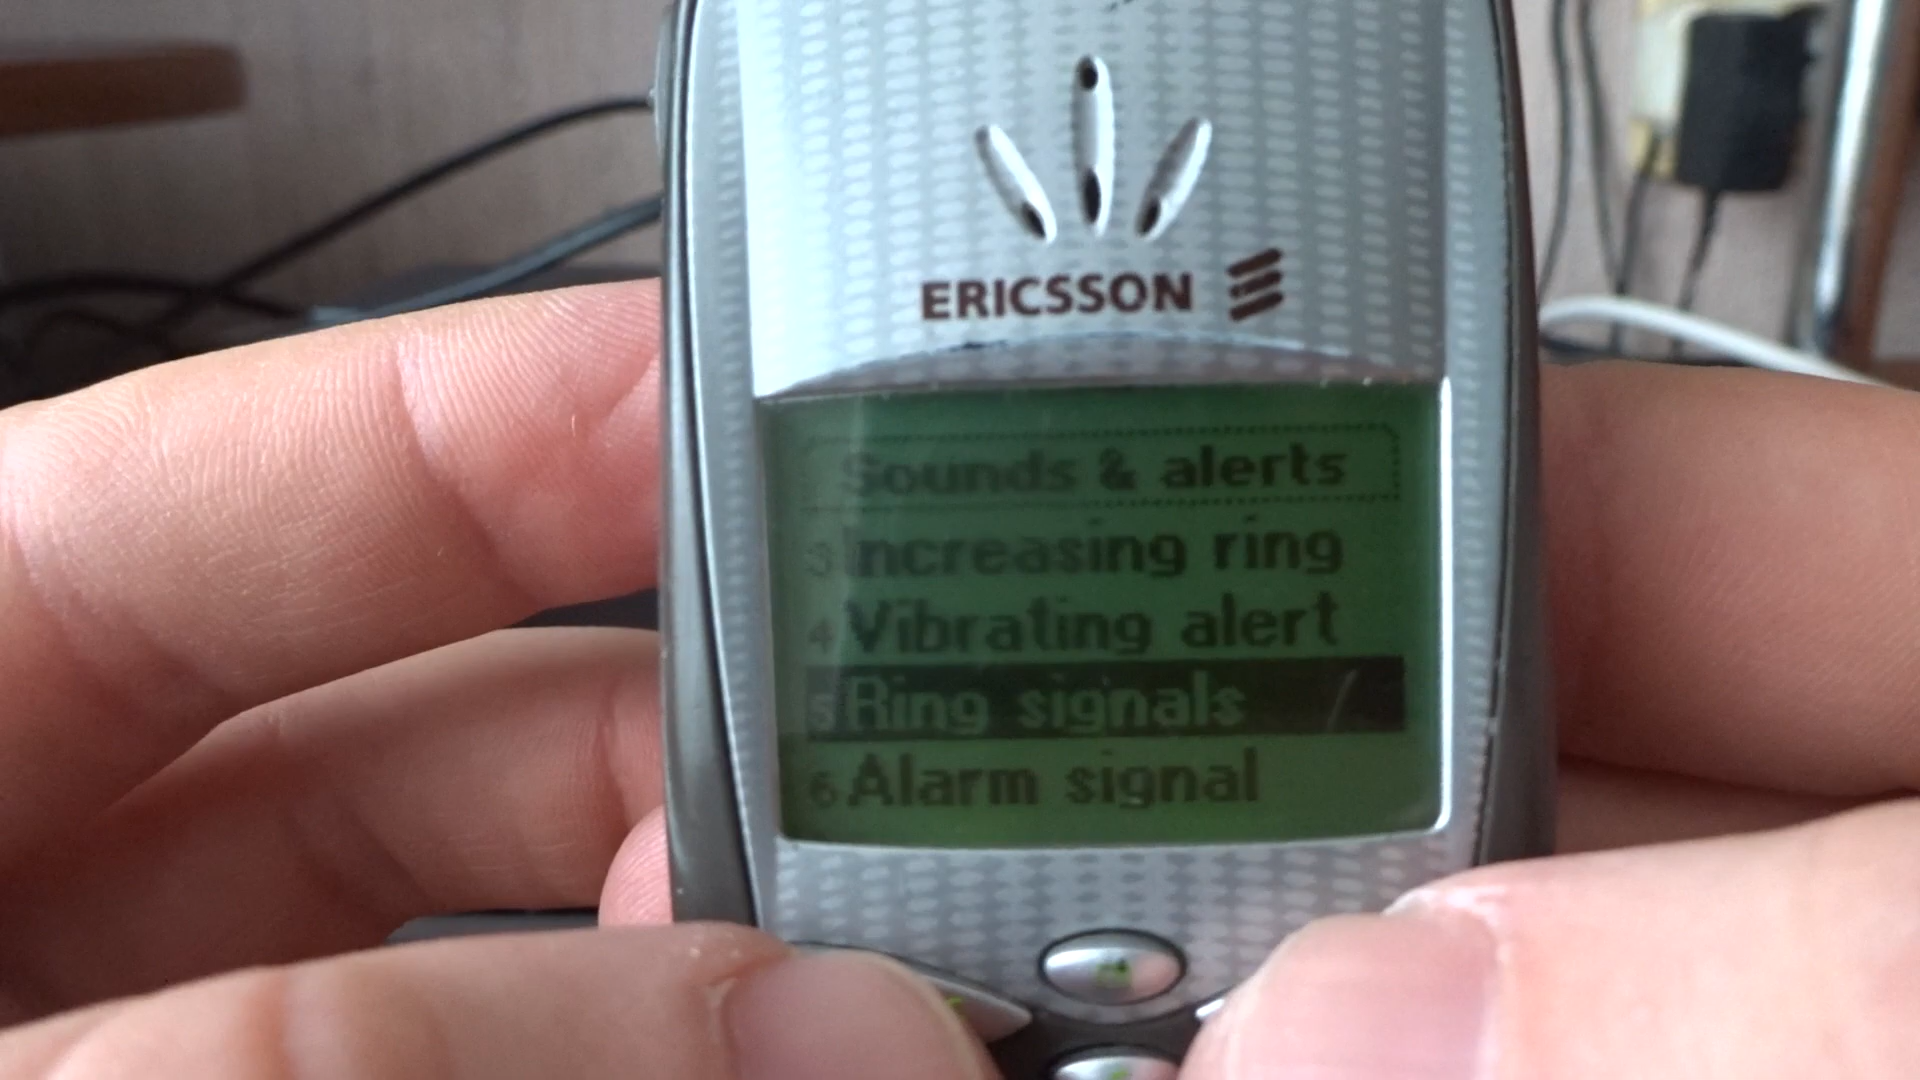 ERICSSON
Sounds & alerts
3 Increasing ring
4 Vibrating alert
5 Ring signals
6 Alarm signal